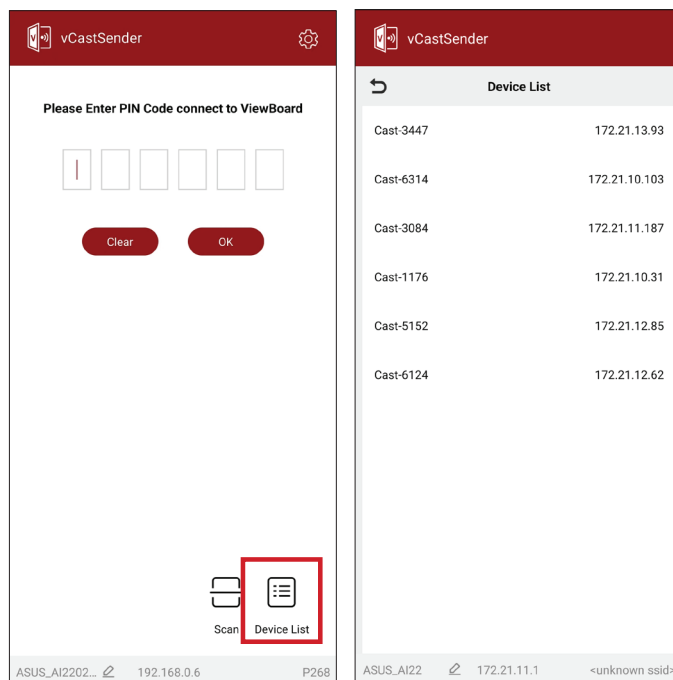 vCastSender
Please Enter PIN Code connect to ViewBoard
Clear OK
Scan Device List
ASUS_AI2202... 192.168.0.6 P268
vCastSender
Device List
Cast-3447 172.21.13.93
Cast-6314 172.21.10.103
Cast-3084 172.21.11.187
Cast-1176 172.21.10.31
Cast-5152 172.21.12.85
Cast-6124 172.21.12.62
ASUS_AI22 172.21.11.1 <unknown ssid>